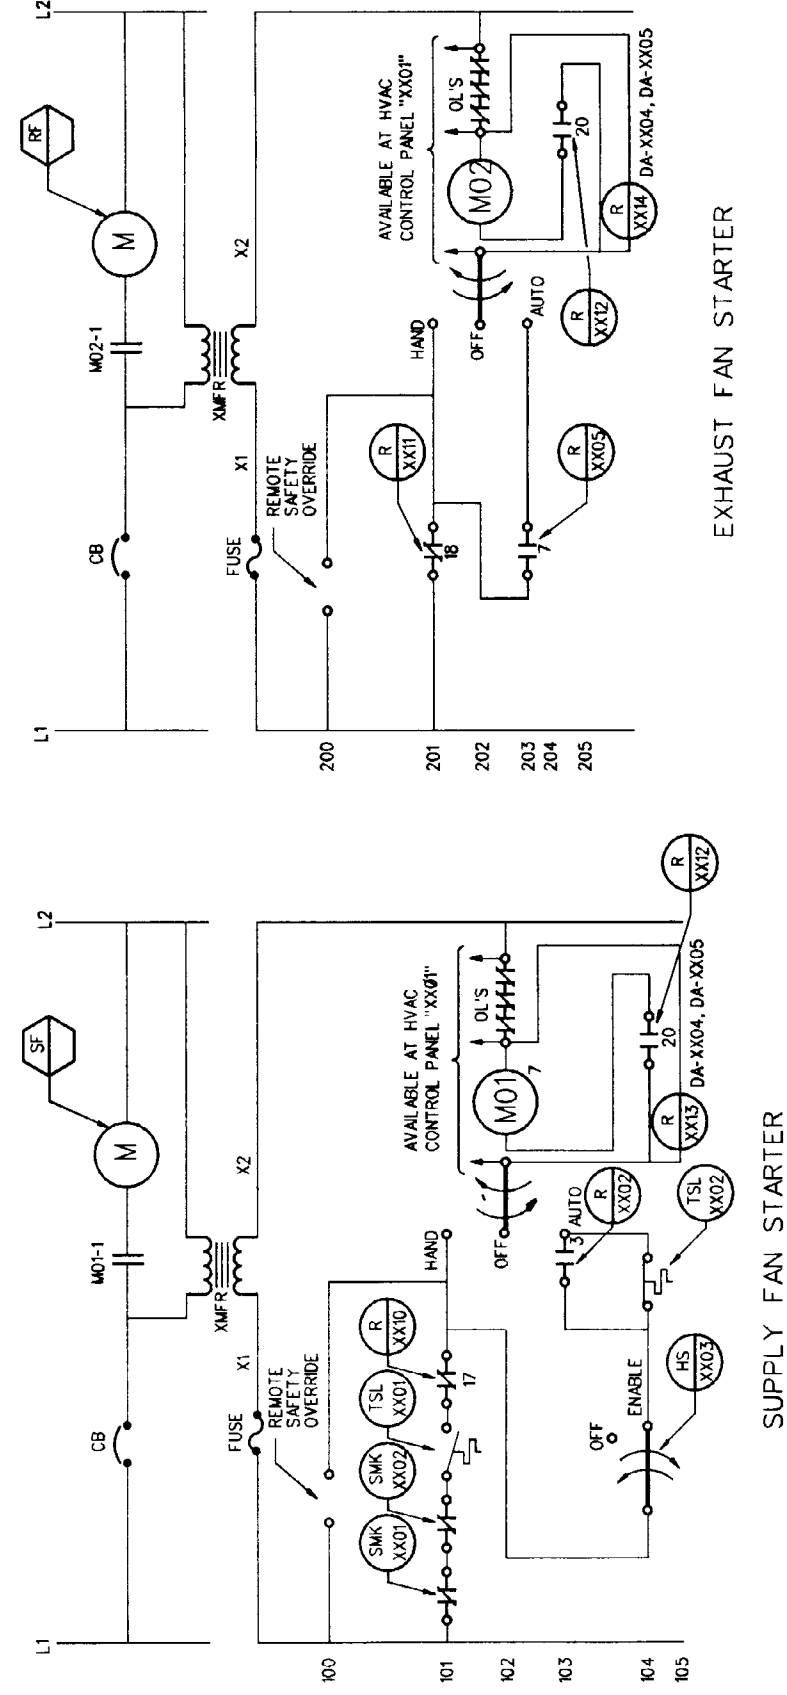 L1
L2
CB
M01-1
M
SF
XMFR
FUSE
X1
X2
REMOTE
SAFETY
OVERRIDE
100
SMK
XX01
SMK
XX02
TSL
XX01
R
XX10
17
101
HAND
AVAILABLE AT HVAC
CONTROL PANEL "XX01"
OL'S
102
OFF
M01
7
103
3
AUTO
R
XX02
OFF
104
ENABLE
20
105
HS
XX03
TSL
XX02
R
XX13
DA-XX04, DA-XX05
R
XX12
SUPPLY FAN STARTER
L1
L2
CB
M02-1
M
RF
XMFR
FUSE
X1
X2
REMOTE
SAFETY
OVERRIDE
200
R
XX11
18
201
HAND
AVAILABLE AT HVAC
CONTROL PANEL "XX01"
OL'S
202
OFF
M02
203
7
AUTO
204
20
205
R
XX05
R
XX12
R
XX14
DA-XX04, DA-XX05
EXHAUST FAN STARTER